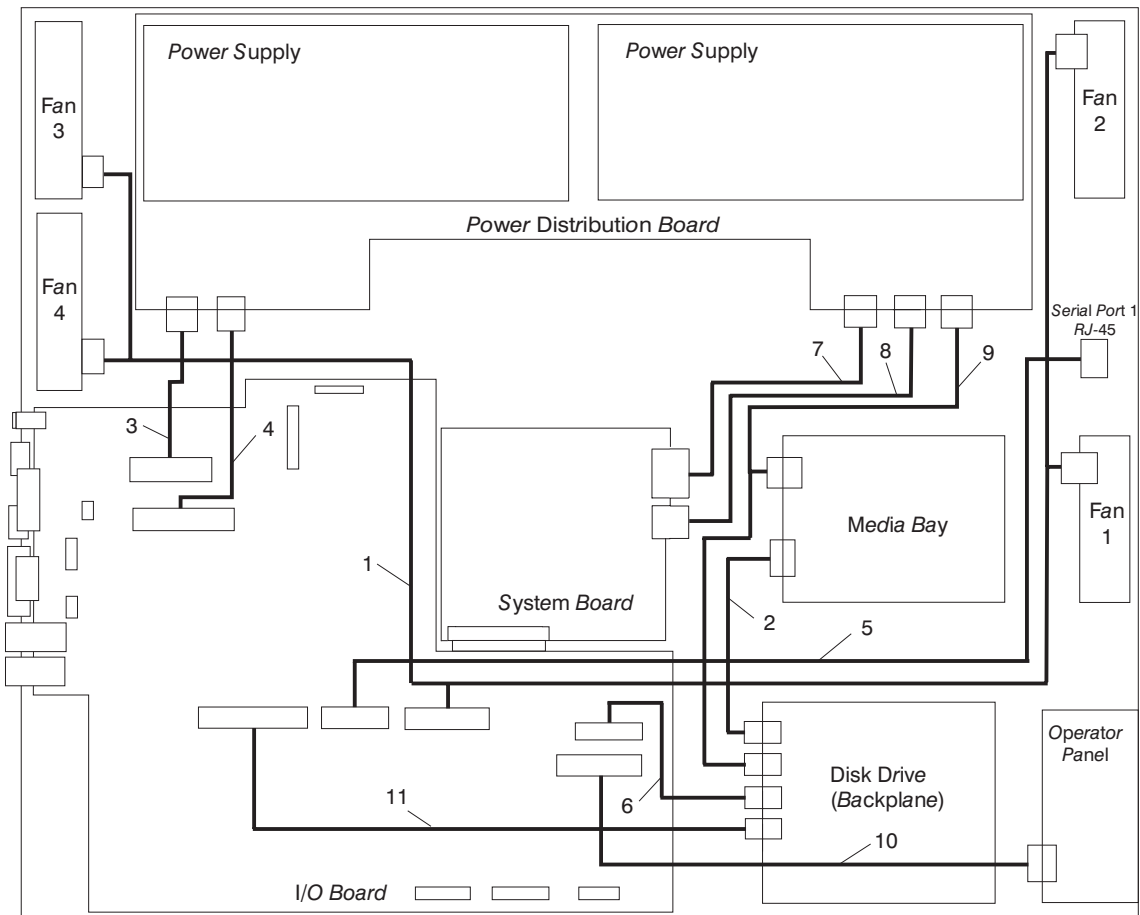 Power Supply
Power Supply
Fan
3
Fan
2
Power Distribution Board
Fan
4
Serial Port 1
RJ-45
7
8
9
3
4
Media Bay
Fan
1
1
System Board
2
5
Operator
Panel
Disk Drive
(Backplane)
6
11
10
I/O Board